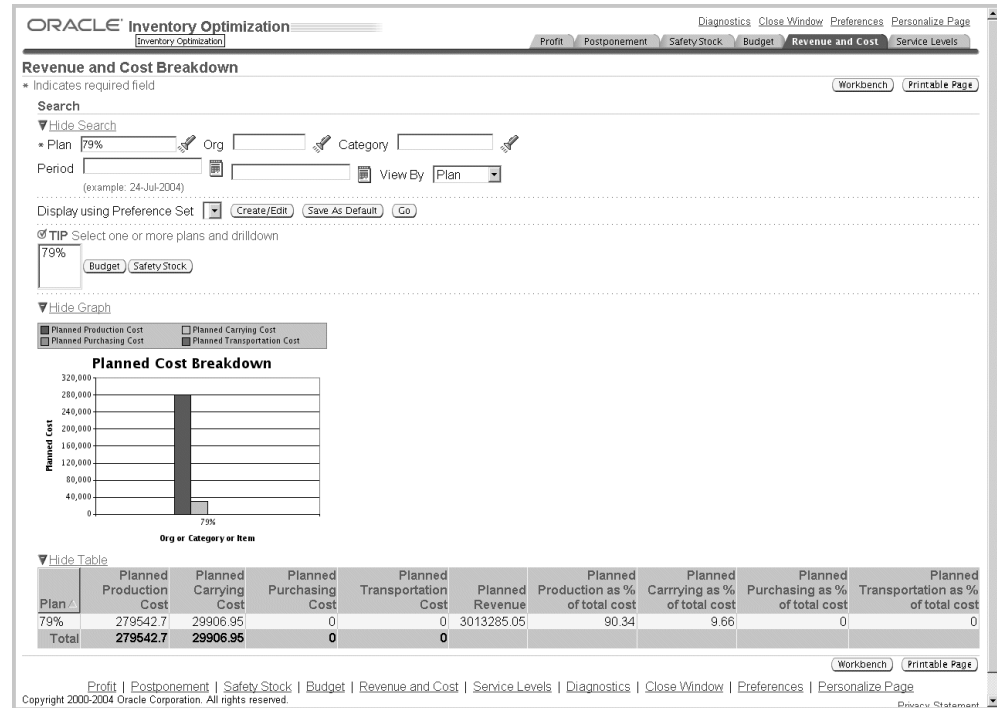 ORACLE Inventory Optimization
Inventory Optimization
Diagnostics Close Window Preferences Personalize Page
Profit Postponement Safety Stock Budget Revenue and Cost Service Levels
Revenue and Cost Breakdown
* Indicates required field
Workbench Printable Page
Search
Hide Search
* Plan 79% Org Category
Period View By Plan
(example: 24-Jul-2004)
Display using Preference Set Create/Edit Save As Default Go
TIP Select one or more plans and drilldown
79%
Budget Safety Stock
Hide Graph
Planned Production Cost Planned Carrying Cost
Planned Purchasing Cost Planned Transportation Cost
Planned Cost Breakdown
320,000
280,000
240,000
200,000
160,000
120,000
80,000
40,000
0
Planned Cost
79%
Org or Category or Item
Hide Table
Plan Planned Production Cost Planned Carrying Cost Planned Purchasing Cost Planned Transportation Cost Planned Revenue Planned Production as % of total cost Planned Carrrying as % of total cost Planned Purchasing as % of total cost Planned Transportation as % of total cost
79% 279542.7 29906.95 0 0 3013285.05 90.34 9.66 0 0
Total 279542.7 29906.95 0 0
Workbench Printable Page
Profit | Postponement | Safety Stock | Budget | Revenue and Cost | Service Levels | Diagnostics | Close Window | Preferences | Personalize Page
Copyright 2000-2004 Oracle Corporation. All rights reserved.
Privacy Statement